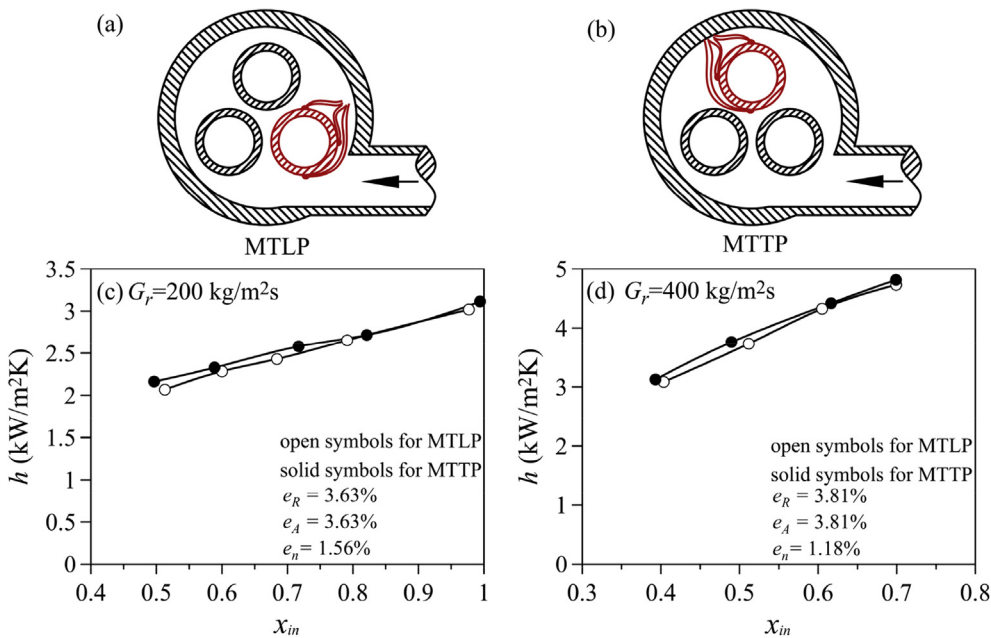 (a)
(b)
MTLP
MTTP
(c) Gr=200 kg/m2s
h (kW/m²K)
3.5
3
2.5
2
1.5
1
0.5
0
open symbols for MTLP
solid symbols for MTTP
eR = 3.63%
eA = 3.63%
en= 1.56%
0.4 0.5 0.6 0.7 0.8 0.9 1
xin
(d) Gr=400 kg/m2s
h (kW/m²K)
5
4
3
2
1
0
open symbols for MTLP
solid symbols for MTTP
eR = 3.81%
eA = 3.81%
en= 1.18%
0.4 0.5 0.6 0.7 0.8
0.3
xin